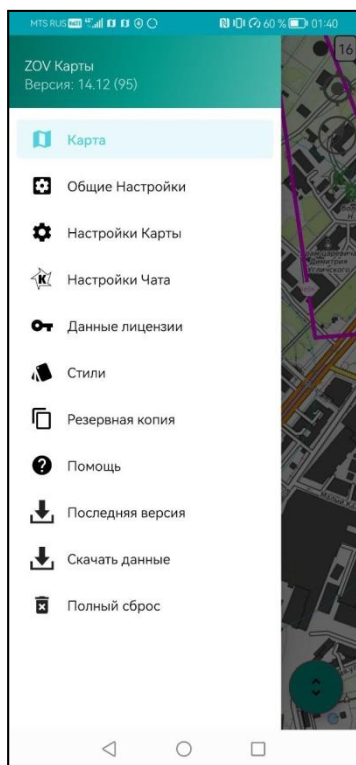 MTS RUS 60 % 01:40
ZOV Карты
Версия: 14.12 (95)
16
Карта
Общие Настройки
Настройки Карты
Настройки Чата
Данные лицензии
Стили
Резервная копия
Помощь
Последняя версия
Скачать данные
Полный сброс